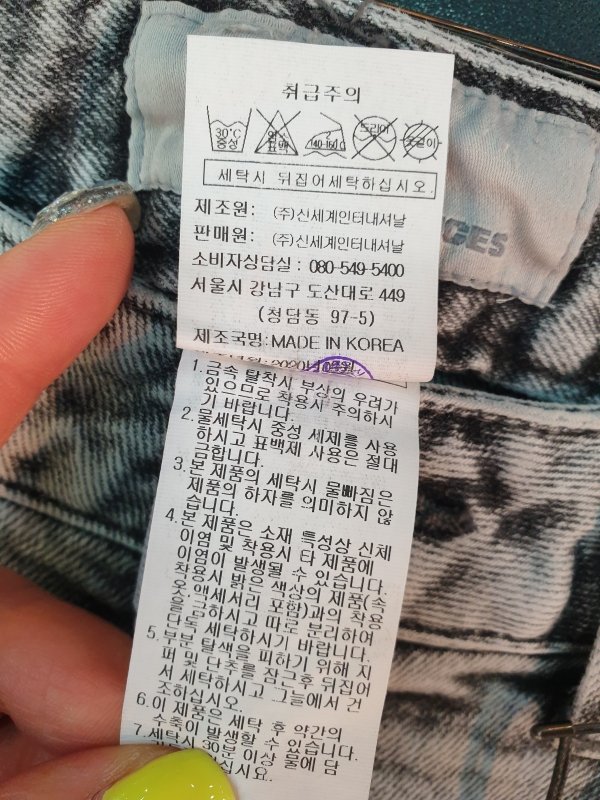 취급주의
30℃
중성
염소
표백
140-160℃
드라이
옷걸이
세탁시 뒤집어세탁하십시오.
제조원: (주)신세계인터내셔날
판매원: (주)신세계인터내셔날
소비자상담실 : 080-549-5400
서울시 강남구 도산대로 449
(청담동 97-5)
제조국명: MADE IN KOREA
1.금속 탈착시 부상의 우려가
있으므로 착용시 주의하시
기 바랍니다.
2.물세탁시 중성 세제를 사용
하시고 표백제 사용은 절대
금합니다.
3.본 제품의 세탁시 물빠짐은
제품의 하자를 의미하지 않
습니다.
4.본 제품은 소재 특성상 신체
이염 및 착용시 타 제품에
이염이 발생될 수 있습니다.
착용시 밝은 색상의 제품(속
옷,액세서리 포함)과의 착용
을 금하시고 따로 분리하여
단독 세탁하시기 바랍니다.
5.부분 탈색을 피하기 위해 지
퍼 및 단추를 잠근후 뒤집어
서 세탁하시고 그늘에서 건
조하십시오.
6.이 제품은 세탁 후 약간의
수축이 발생할 수 있습니다.
7.세탁시 30분 이상 물에 담